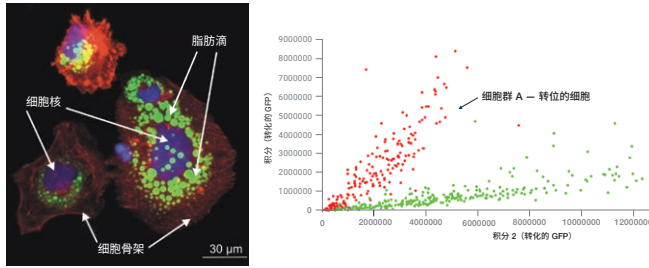 脂肪滴
细胞核
细胞骨架
30 μm
9000000
8000000
7000000
6000000
5000000
4000000
3000000
2000000
1000000
0
积分（转化的 GFP）
细胞群 A — 转位的细胞
0
2000000
4000000
6000000
8000000
10000000
12000000
积分 2（转化的 GFP）